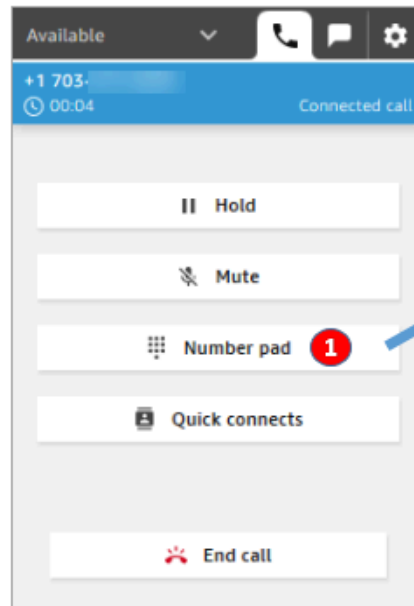 Available
+1 703-
00:04 Connected call
Hold
Mute
Number pad 1
Quick connects
End call